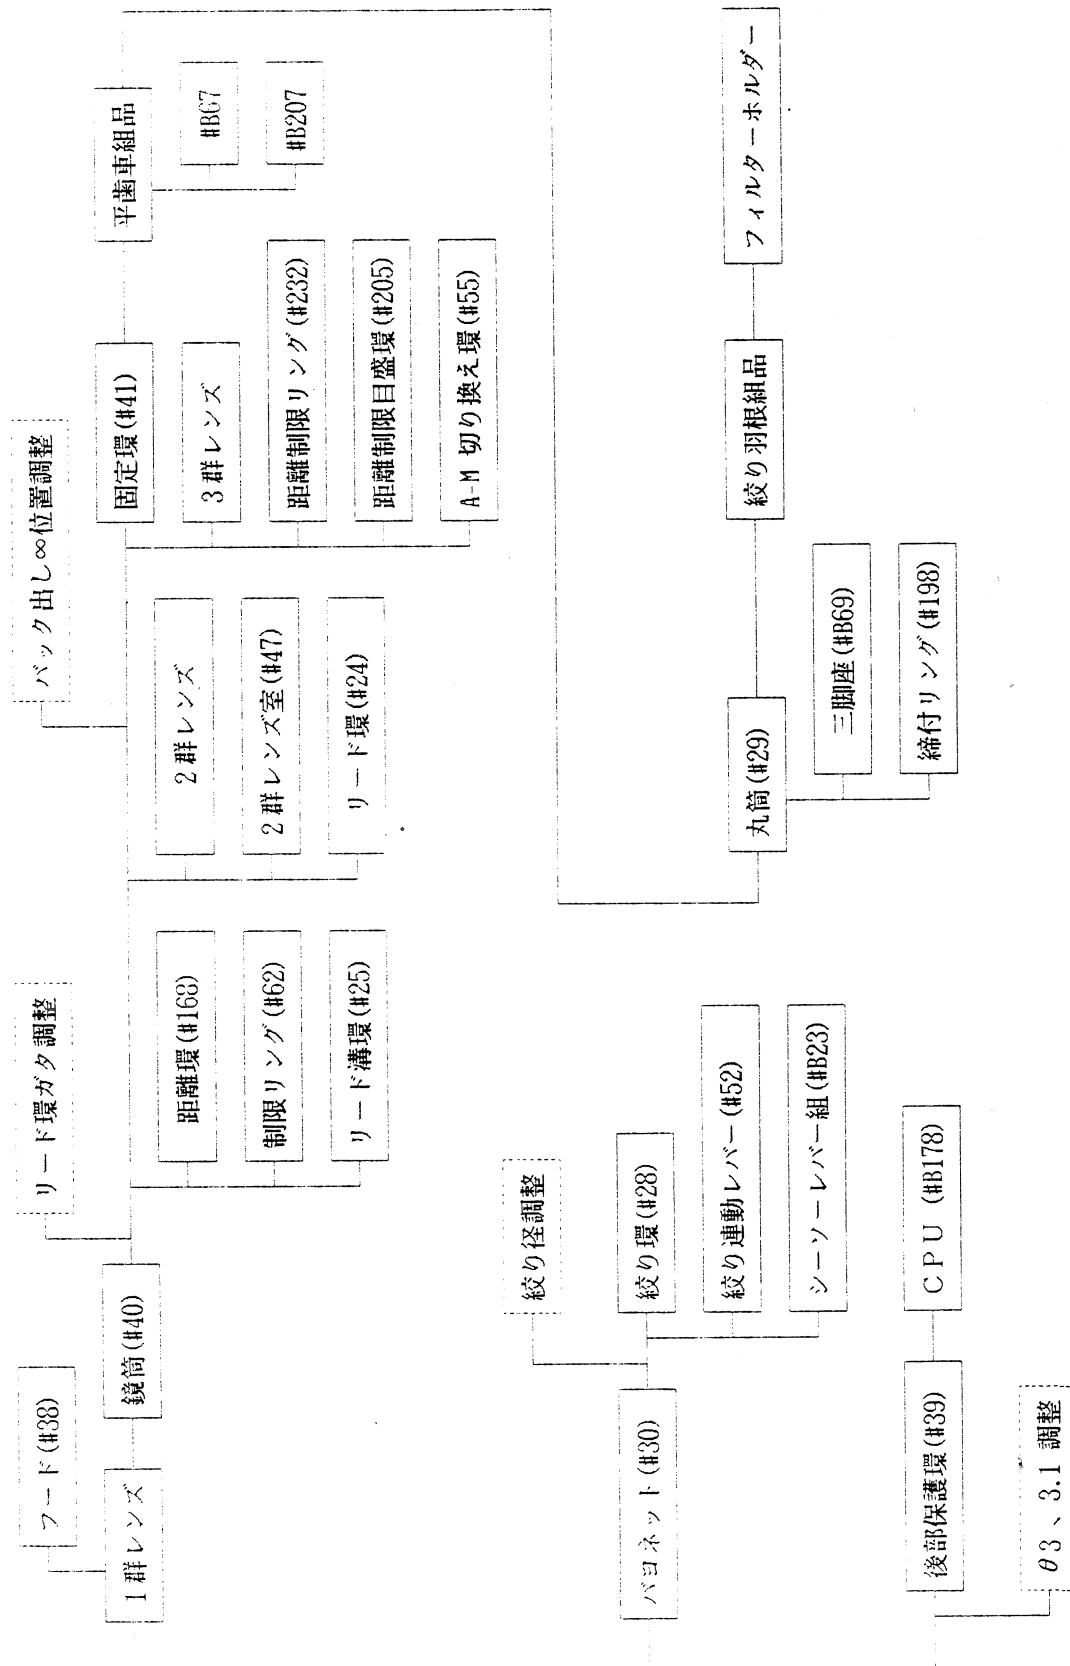 フード(#38)
1群レンズ
鏡筒(#40)
リード環ガタ調整
距離環(#163)
制限リング(#62)
リード溝環(#25)
2群レンズ
2群レンズ室(#47)
リード環(#24)
バック出し∞位置調整
固定環(#41)
3群レンズ
距離制限リング(#232)
距離制限目盛環(#205)
A-M 切り換え環(#55)
平歯車組品
#B67
#B207
バヨネット(#30)
絞り径調整
絞り環(#28)
絞り連動レバー(#52)
シーソーレバー組(#B23)
丸筒(#29)
三脚座(#B69)
締付リング(#198)
絞り羽根組品
フィルターホルダー
後部保護環(#39)
CPU (#B178)
θ3、3.1 調整